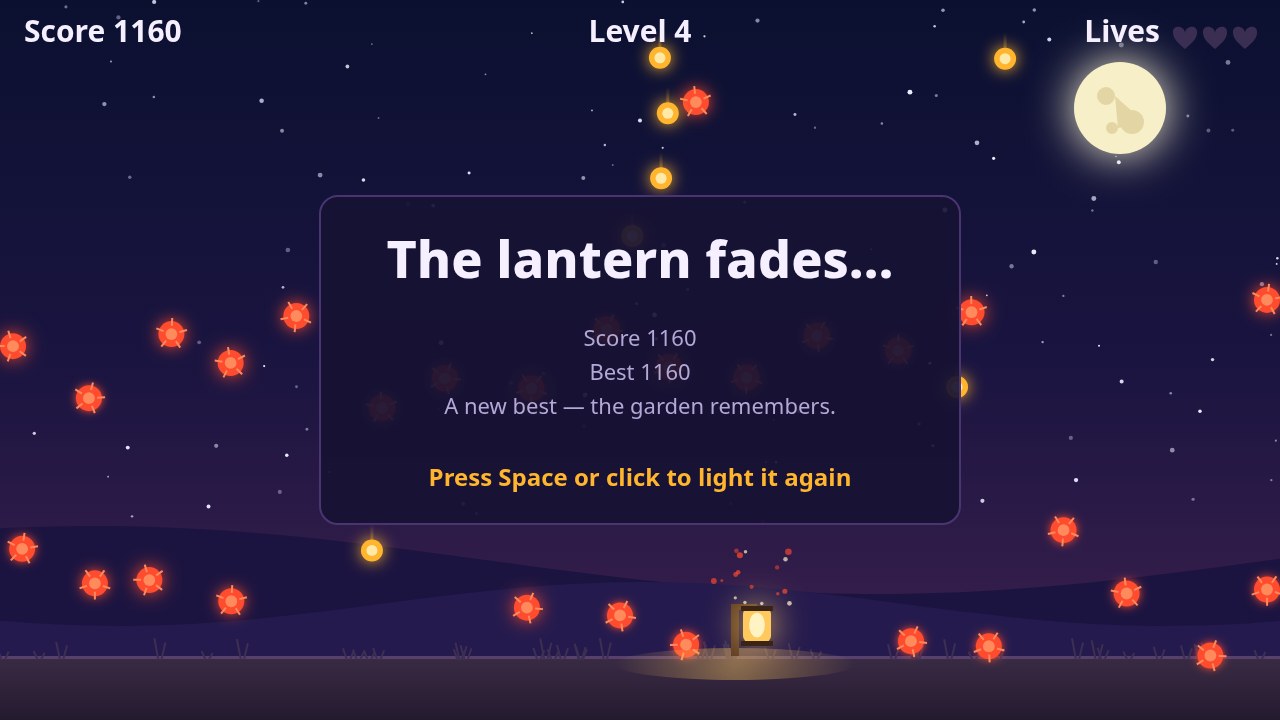 Score 1160
Level 4
Lives
The lantern fades...
Score 1160
Best 1160
A new best — the garden remembers.
Press Space or click to light it again